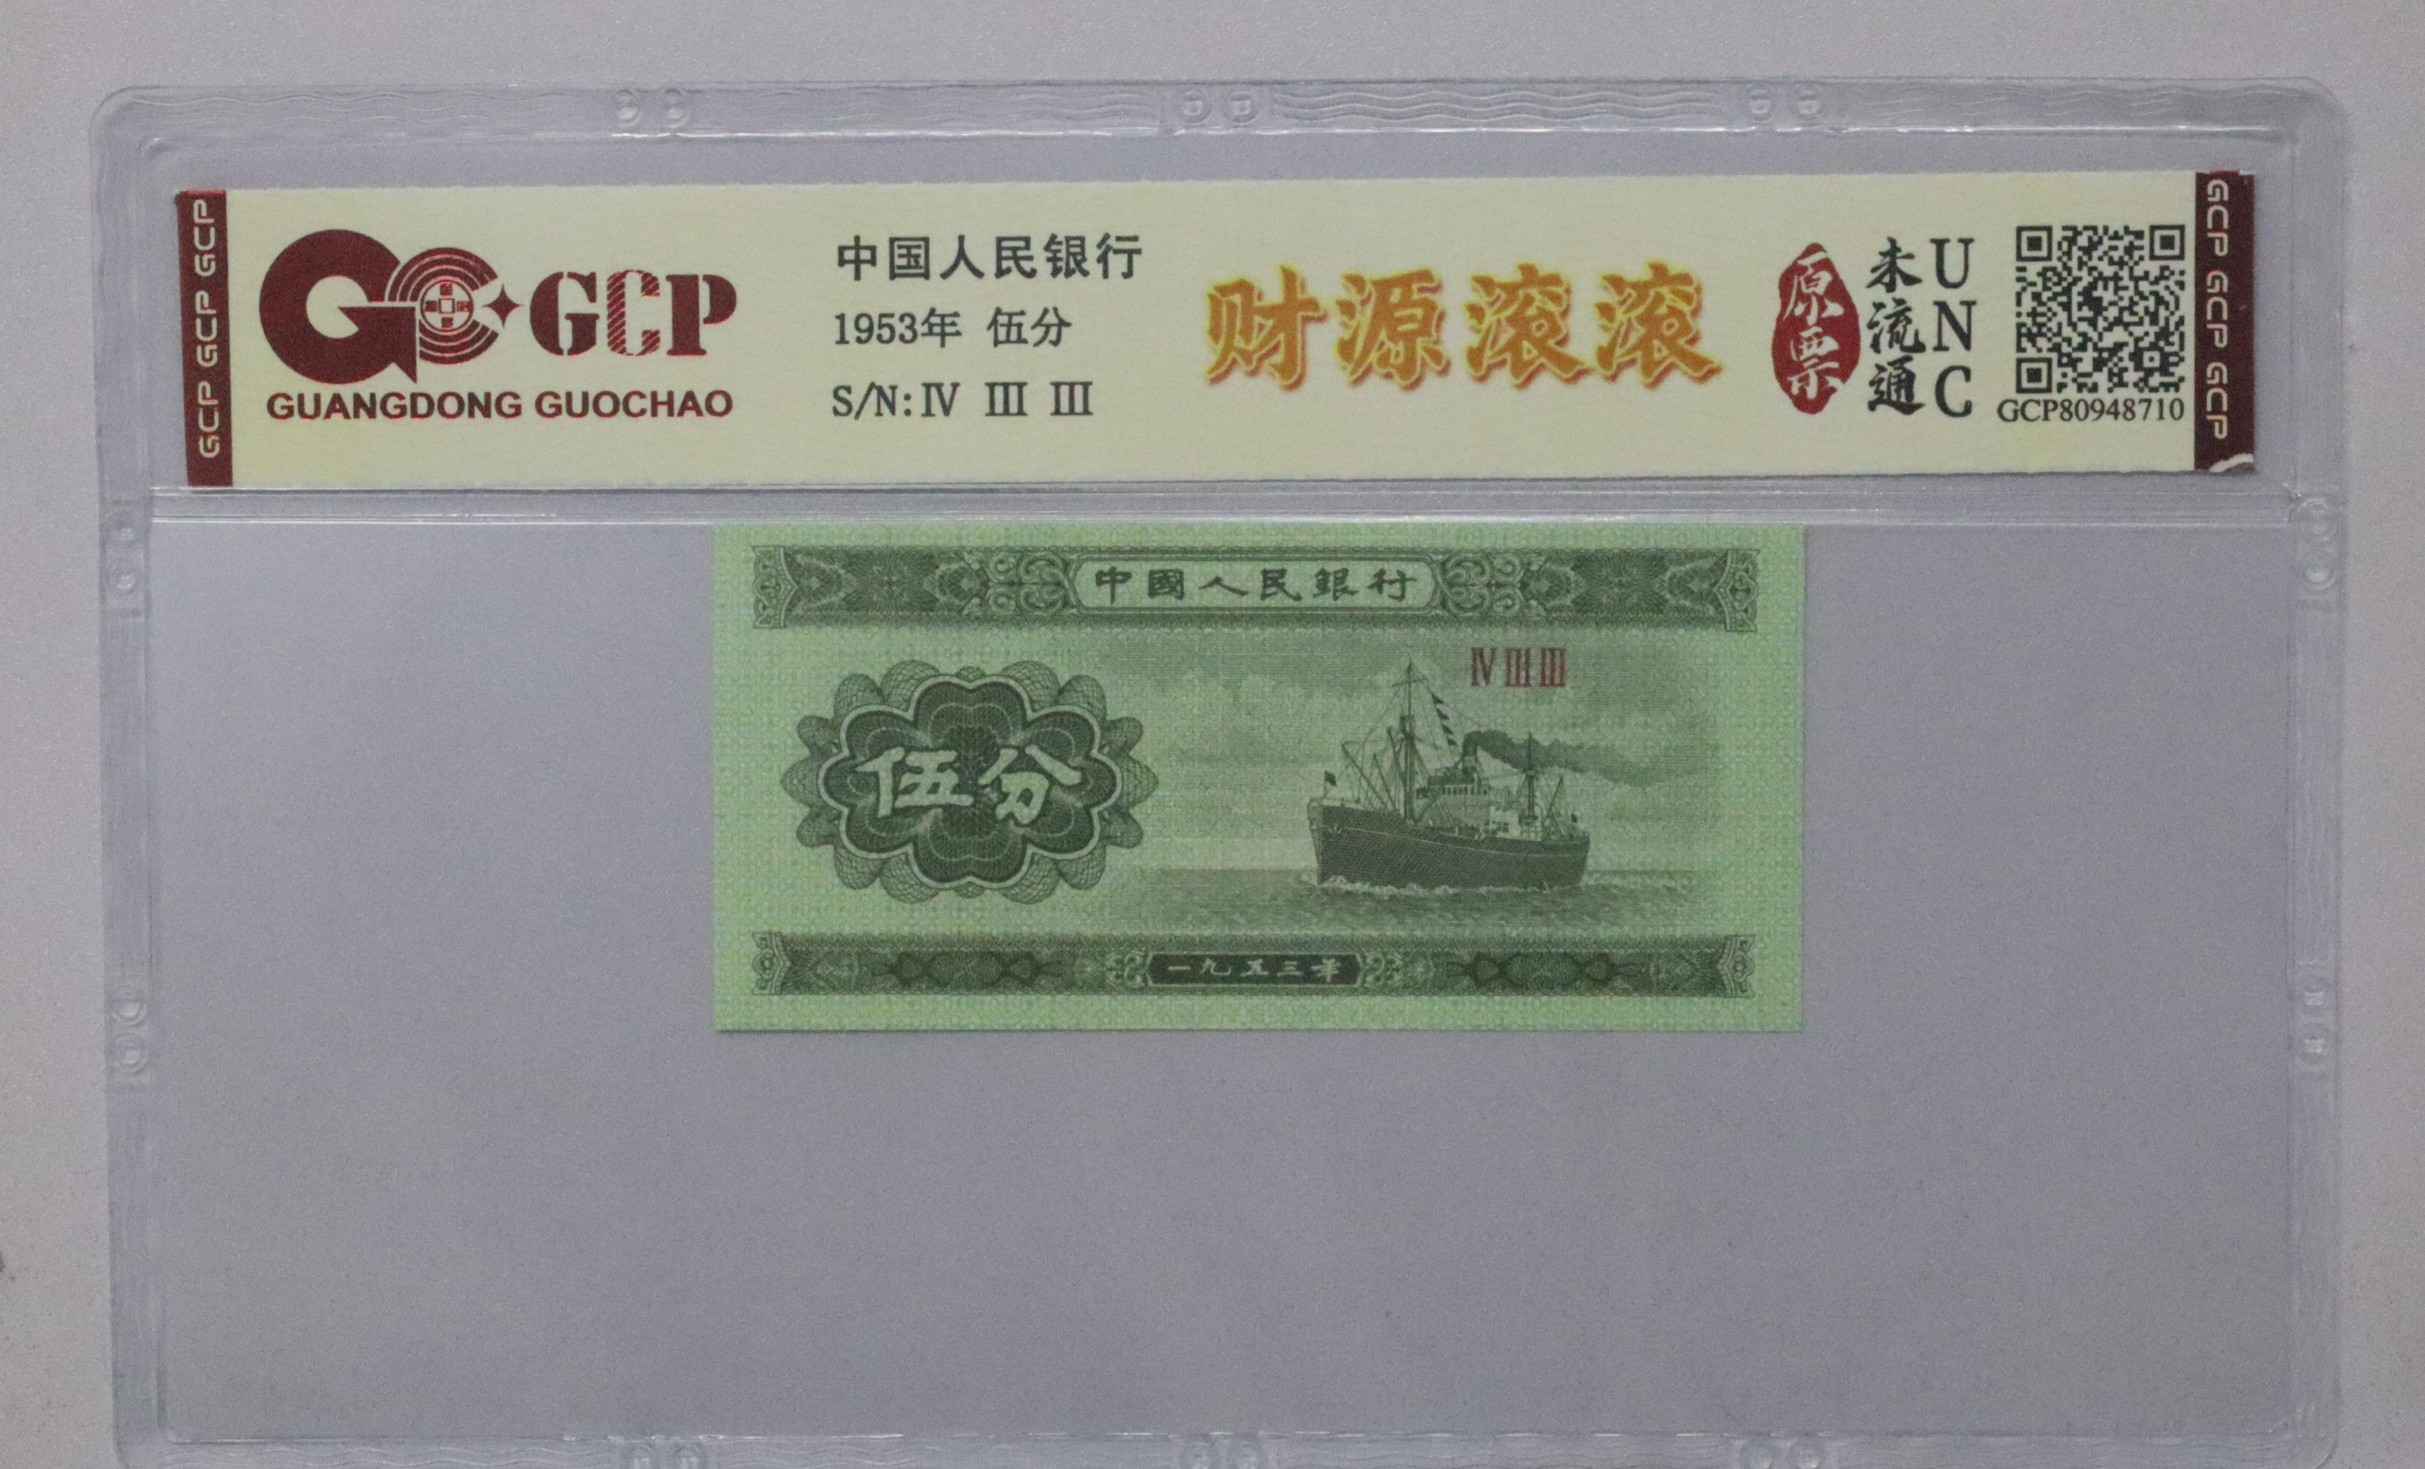 GCP GCP GCP
GCP
GUANGDONG GUOCHAO
中国人民银行
1953年 伍分
S/N: Ⅳ Ⅲ Ⅲ
财源滚滚
原票
未流通
UNC
GCP80948710
GCP GCP GCP
中國人民銀行
Ⅳ Ⅲ Ⅲ
伍分
一九五三年